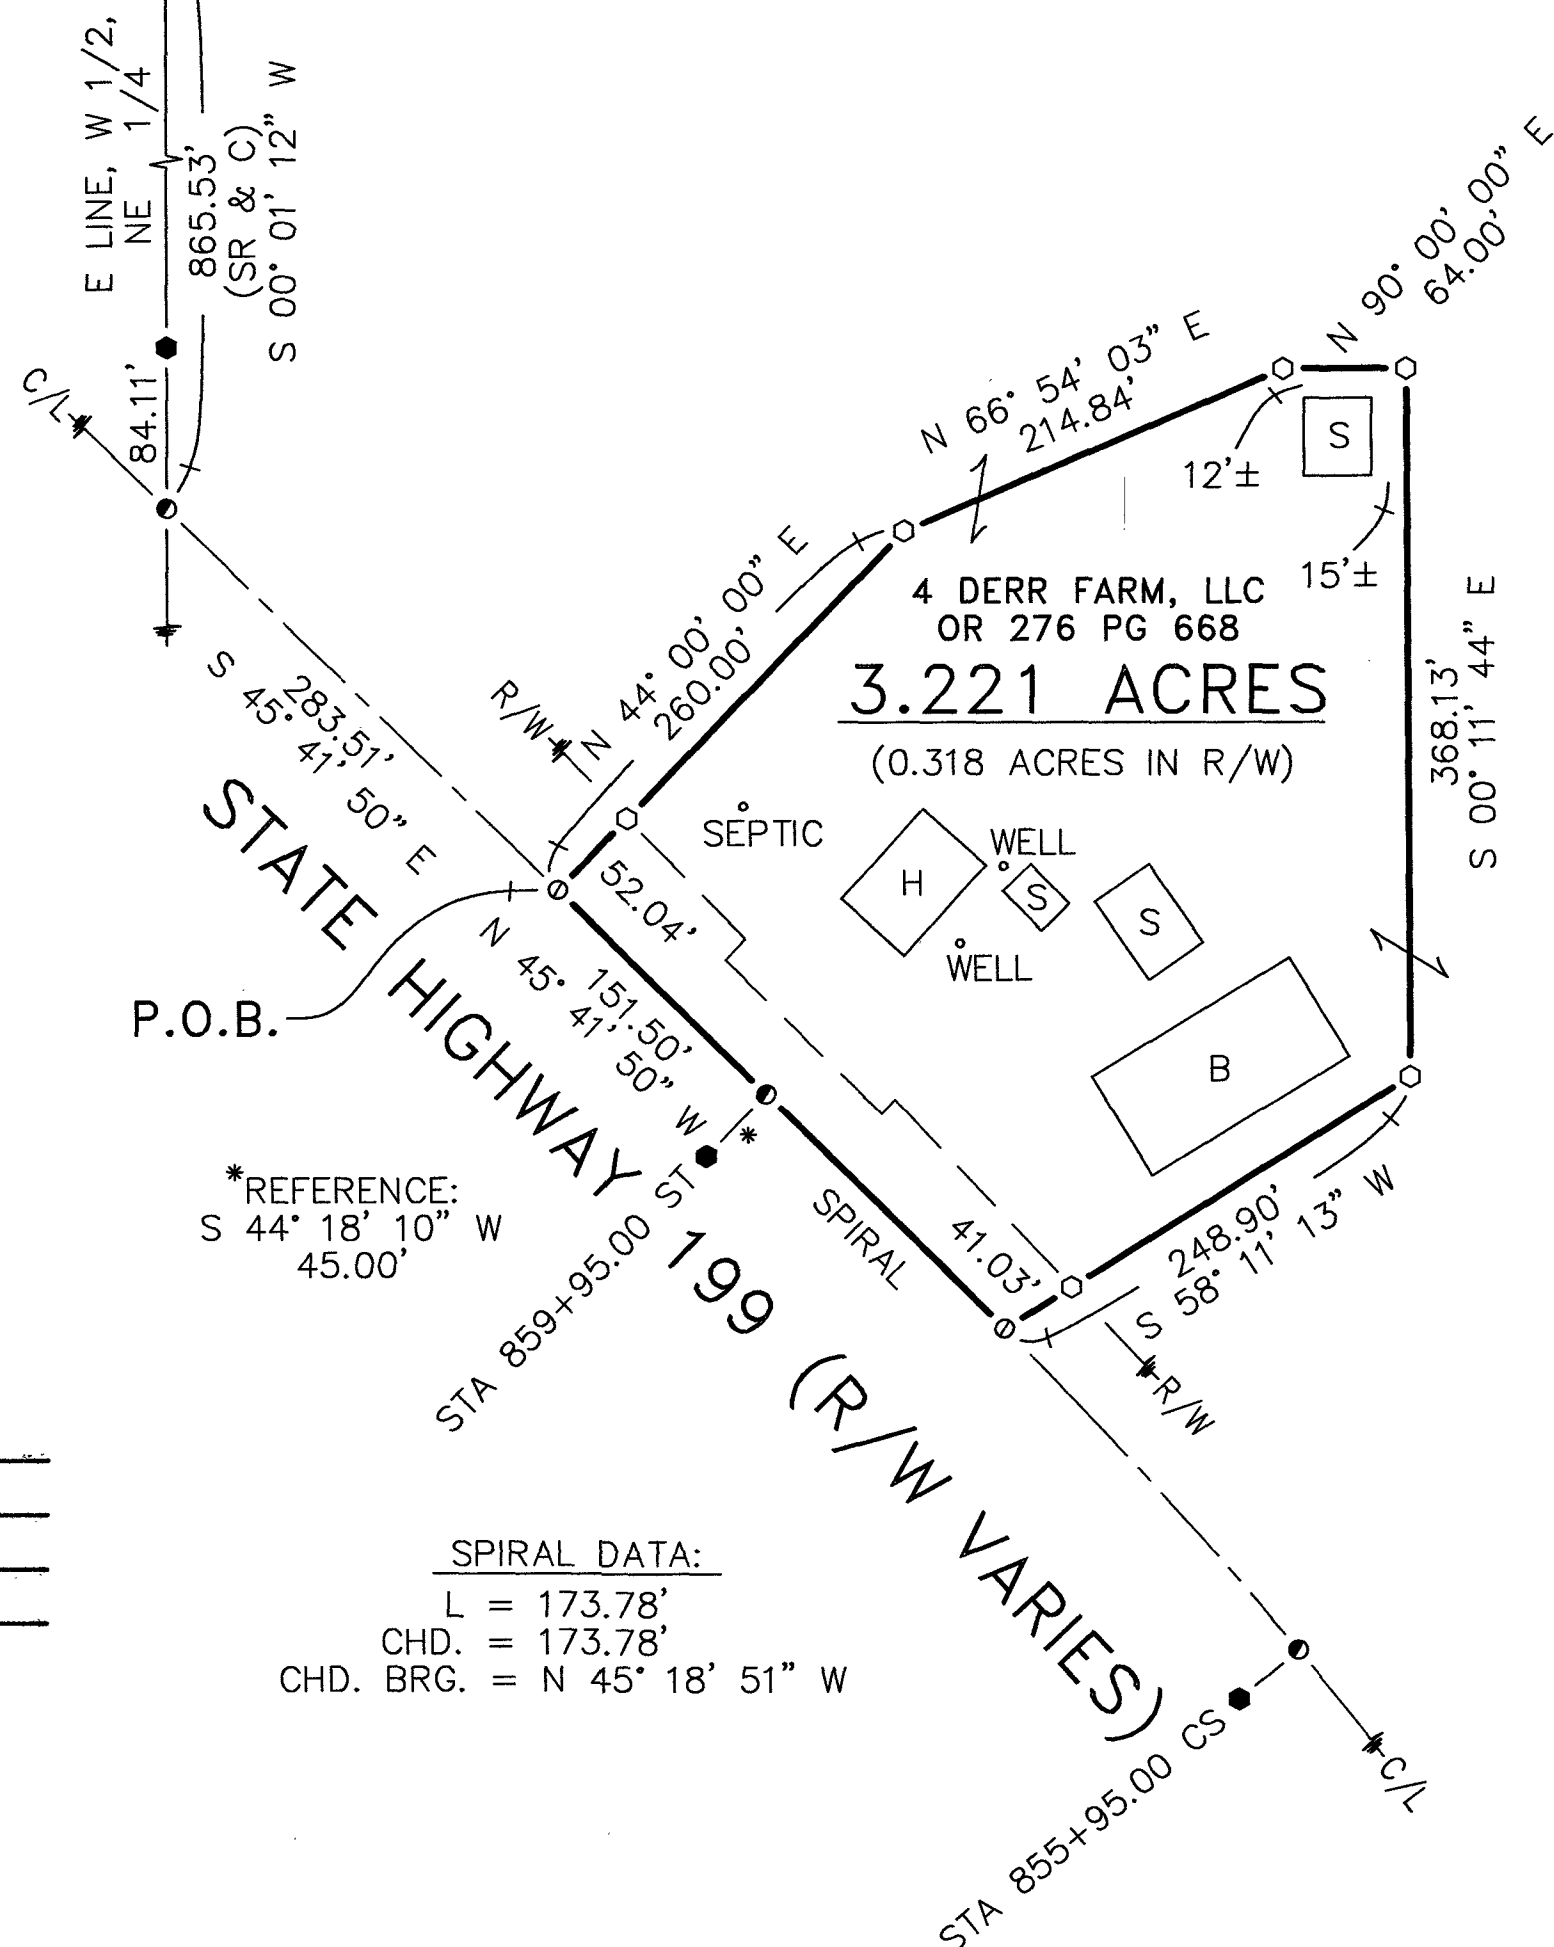 E LINE, W 1/2,
NE 1/4
865.53'
(SR & C)
S 00° 01' 12" W
84.11'
C/L
S 45° 41' 50" E
283.51'
N 90° 00' 00" E
64.00'
N 66° 54' 03" E
214.84'
12'±
S
15'±
N 44° 00' 00" E
260.00'
R/W
4 DERR FARM, LLC
OR 276 PG 668
3.221 ACRES
(0.318 ACRES IN R/W)
368.13'
S 00° 11' 44" E
SEPTIC
H
WELL
S
S
WELL
B
52.04'
P.O.B.
151.50'
N 45° 41' 50" W
*
STATE HIGHWAY 199 (R/W VARIES)
*REFERENCE:
S 44° 18' 10" W
45.00'
STA 859+95.00 ST
SPIRAL
41.03'
248.90'
S 58° 11' 13" W
R/W
SPIRAL DATA:
L = 173.78'
CHD. = 173.78'
CHD. BRG. = N 45° 18' 51" W
STA 855+95.00 CS
C/L